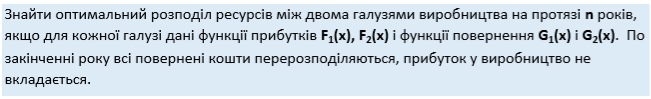 Знайти оптимальний розподіл ресурсів між двома галузями виробництва на протязі n років,
якщо для кожної галузі дані функції прибутків F₁(x), F₂(x) і функції повернення G₁(x) і G₂(x). По
закінченні року всі повернені кошти перерозподіляються, прибуток у виробництво не
вкладається.